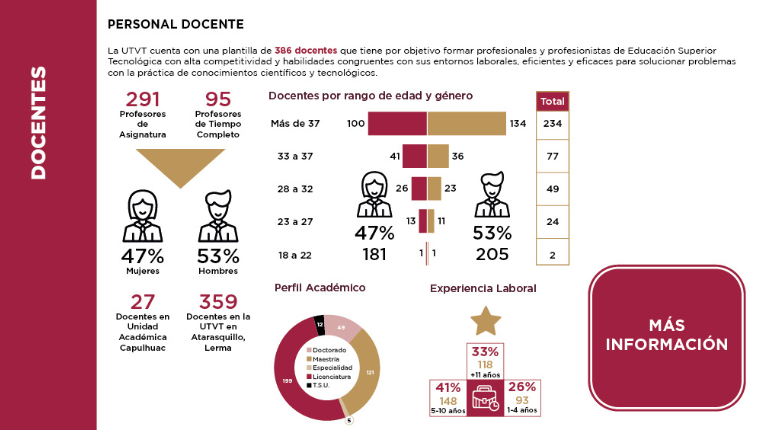 DOCENTES
PERSONAL DOCENTE
La UTVT cuenta con una plantilla de 386 docentes que tiene por objetivo formar profesionales y profesionistas de Educación Superior
Tecnológica con alta competitividad y habilidades congruentes con sus entornos laborales, eficientes y eficaces para solucionar problemas
con la práctica de conocimientos científicos y tecnológicos.
291
Profesores
de
Asignatura
95
Profesores
de Tiempo
Completo
47%
Mujeres
53%
Hombres
27
Docentes en
Unidad
Académica
Capulhuac
359
Docentes en la
UTVT en
Atarasquillo,
Lerma
Docentes por rango de edad y género
Total
Más de 37 100 134 234
33 a 37 41 36 77
28 a 32 26 23 49
23 a 27 13 11 24
18 a 22 1 1 2
47%
181
53%
205
Perfil Académico
12
49
121
5
199
Doctorado
Maestría
Especialidad
Licenciatura
T.S.U.
Experiencia Laboral
33%
118
+11 años
41%
148
5-10 años
26%
93
1-4 años
MÁS
INFORMACIÓN